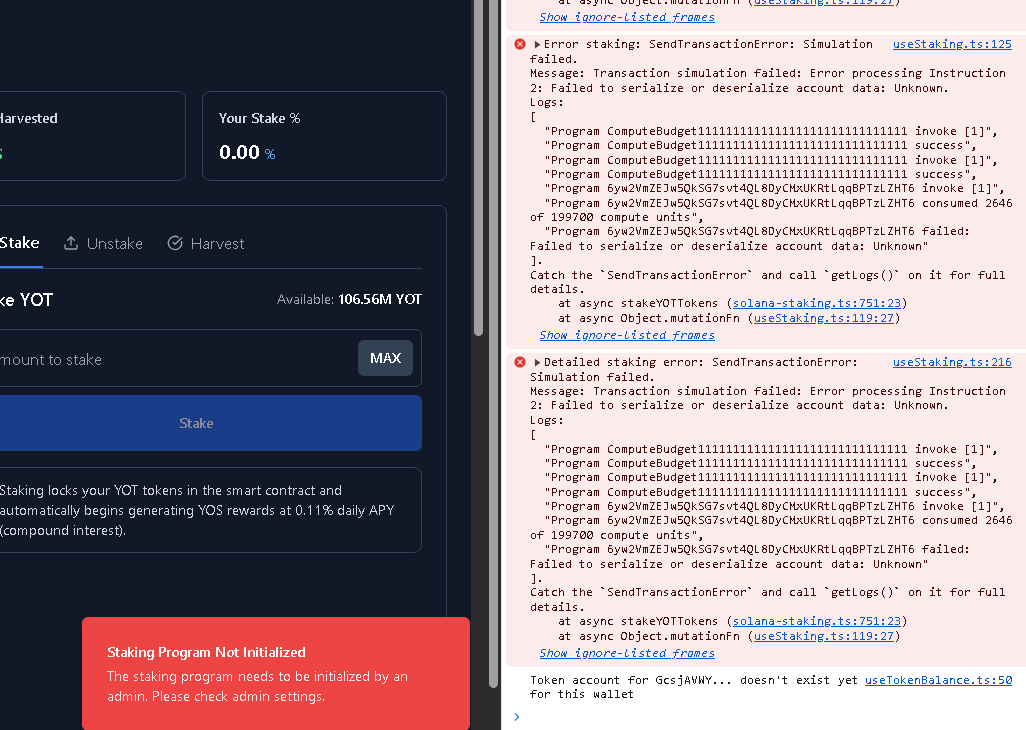 Harvested
Your Stake %
0.00 %
Stake
Unstake
Harvest
ke YOT
Available: 106.56M YOT
mount to stake
MAX
Stake
Staking locks your YOT tokens in the smart contract and
automatically begins generating YOS rewards at 0.11% daily APY
(compound interest).
Staking Program Not Initialized
The staking program needs to be initialized by an
admin. Please check admin settings.
at async Object.mutationFn (useStaking.ts:119:27)
Show ignore-listed frames
Error staking: SendTransactionError: Simulation useStaking.ts:125
failed.
Message: Transaction simulation failed: Error processing Instruction
2: Failed to serialize or deserialize account data: Unknown.
Logs:
[
"Program ComputeBudget111111111111111111111111111111 invoke [1]",
"Program ComputeBudget111111111111111111111111111111 success",
"Program ComputeBudget111111111111111111111111111111 invoke [1]",
"Program ComputeBudget111111111111111111111111111111 success",
"Program 6yw2VmZEJw5QkSG7svt4QL8DyCMxUKRtLqqBPTzLZHT6 invoke [1]",
"Program 6yw2VmZEJw5QkSG7svt4QL8DyCMxUKRtLqqBPTzLZHT6 consumed 2646
of 199700 compute units",
"Program 6yw2VmZEJw5QkSG7svt4QL8DyCMxUKRtLqqBPTzLZHT6 failed:
Failed to serialize or deserialize account data: Unknown"
].
Catch the `SendTransactionError` and call `getLogs()` on it for full
details.
at async stakeYOTTokens (solana-staking.ts:751:23)
at async Object.mutationFn (useStaking.ts:119:27)
Show ignore-listed frames
Detailed staking error: SendTransactionError: useStaking.ts:216
Simulation failed.
Message: Transaction simulation failed: Error processing Instruction
2: Failed to serialize or deserialize account data: Unknown.
Logs:
[
"Program ComputeBudget111111111111111111111111111111 invoke [1]",
"Program ComputeBudget111111111111111111111111111111 success",
"Program ComputeBudget111111111111111111111111111111 invoke [1]",
"Program ComputeBudget111111111111111111111111111111 success",
"Program 6yw2VmZEJw5QkSG7svt4QL8DyCMxUKRtLqqBPTzLZHT6 invoke [1]",
"Program 6yw2VmZEJw5QkSG7svt4QL8DyCMxUKRtLqqBPTzLZHT6 consumed 2646
of 199700 compute units",
"Program 6yw2VmZEJw5QkSG7svt4QL8DyCMxUKRtLqqBPTzLZHT6 failed:
Failed to serialize or deserialize account data: Unknown"
].
Catch the `SendTransactionError` and call `getLogs()` on it for full
details.
at async stakeYOTTokens (solana-staking.ts:751:23)
at async Object.mutationFn (useStaking.ts:119:27)
Show ignore-listed frames
Token account for GcsjAVWY... doesn't exist yet useTokenBalance.ts:50
for this wallet